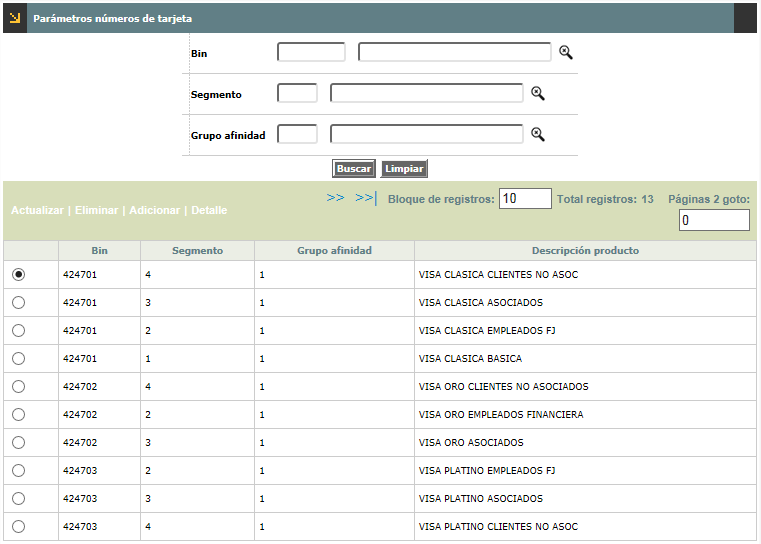 Parámetros números de tarjeta
Bin
Segmento
Grupo afinidad
Buscar Limpiar
Actualizar | Eliminar | Adicionar | Detalle >> >>| Bloque de registros: 10 Total registros: 13 Páginas 2 goto: 0
Bin Segmento Grupo afinidad Descripción producto
424701 4 1 VISA CLASICA CLIENTES NO ASOC
424701 3 1 VISA CLASICA ASOCIADOS
424701 2 1 VISA CLASICA EMPLEADOS FJ
424701 1 1 VISA CLASICA BASICA
424702 4 1 VISA ORO CLIENTES NO ASOCIADOS
424702 2 1 VISA ORO EMPLEADOS FINANCIERA
424702 3 1 VISA ORO ASOCIADOS
424703 2 1 VISA PLATINO EMPLEADOS FJ
424703 3 1 VISA PLATINO ASOCIADOS
424703 4 1 VISA PLATINO CLIENTES NO ASOC